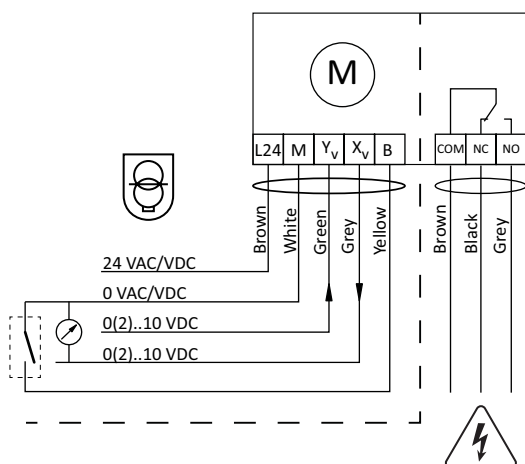 M
L24 M Yv Xv B COM NC NO
Brown White Green Grey Yellow Brown Black Grey
24 VAC/VDC
0 VAC/VDC
0(2)..10 VDC
0(2)..10 VDC